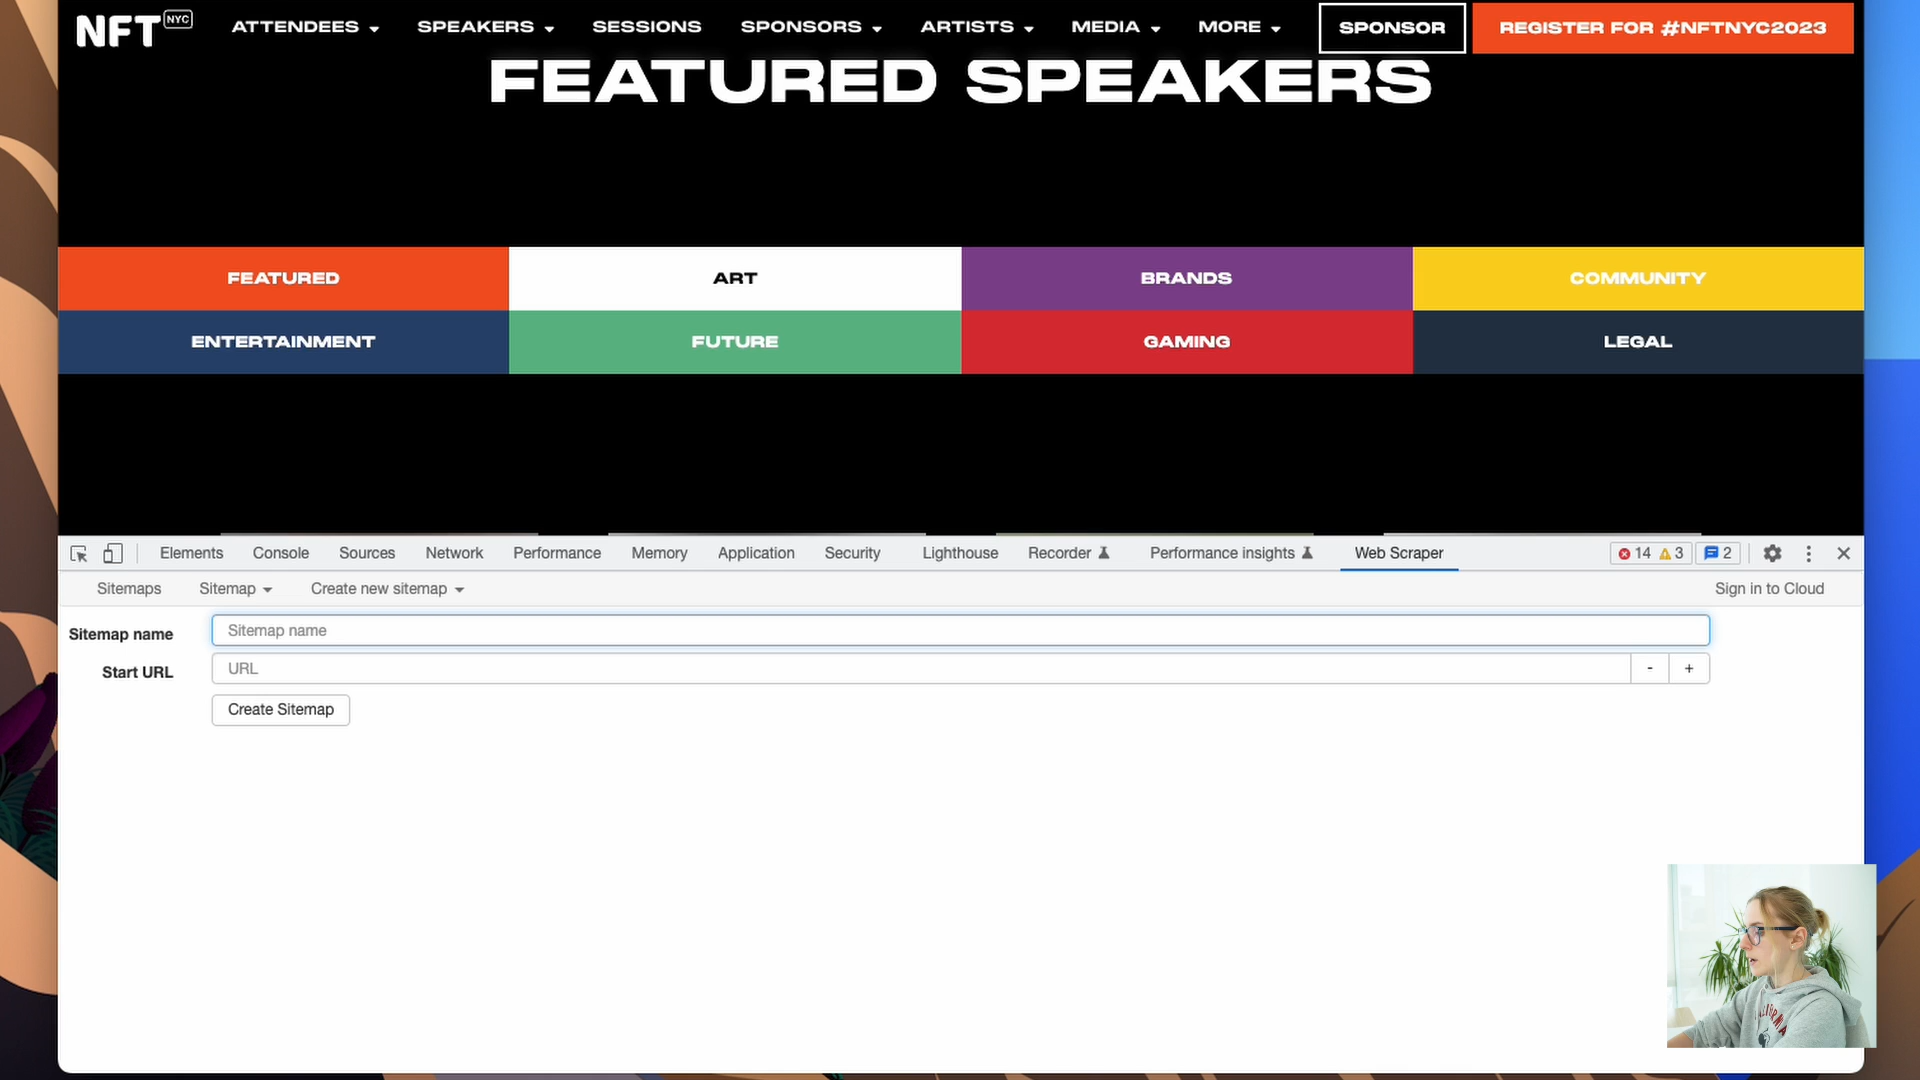 NFT NYC ATTENDEES SPEAKERS SESSIONS SPONSORS ARTISTS MEDIA MORE SPONSOR REGISTER FOR #NFTNYC2023
FEATURED SPEAKERS
FEATURED ART BRANDS COMMUNITY
ENTERTAINMENT FUTURE GAMING LEGAL
Elements Console Sources Network Performance Memory Application Security Lighthouse Recorder Performance insights Web Scraper 14 3 2
Sitemaps Sitemap Create new sitemap Sign in to Cloud
Sitemap name Sitemap name
Start URL URL - +
Create Sitemap